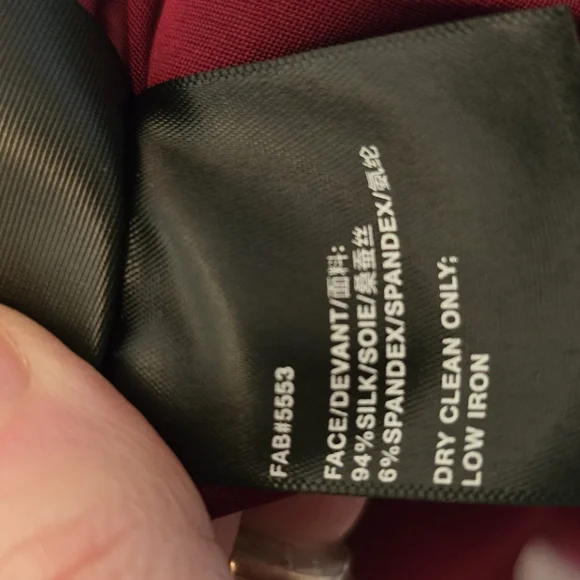 FAB#5553
FACE/DEVANT/面料:
94%SILK/SOIE/桑蚕丝
6%SPANDEX/SPANDEX/氨纶
DRY CLEAN ONLY;
LOW IRON